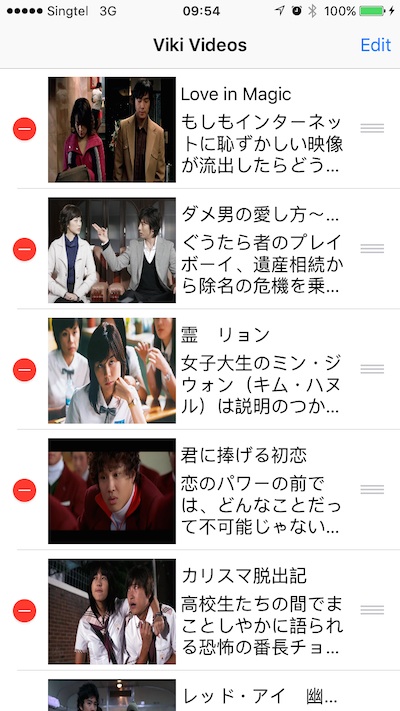 Singtel 3G 09:54 100%
Viki Videos Edit
Love in Magic
もしもインターネッ
トに恥ずかしい映像
が流出したらどう…
ダメ男の愛し方〜…
ぐうたら者のプレイ
ボーイ、遺産相続か
ら除名の危機を乗…
霊　リョン
女子大生のミン・ジ
ウォン（キム・ハヌ
ル）は説明のつか…
君に捧げる初恋
恋のパワーの前で
は、どんなことだっ
て不可能じゃない…
カリスマ脱出記
高校生たちの間でま
ことしやかに語られ
る恐怖の番長チョ…
レッド・アイ　幽…